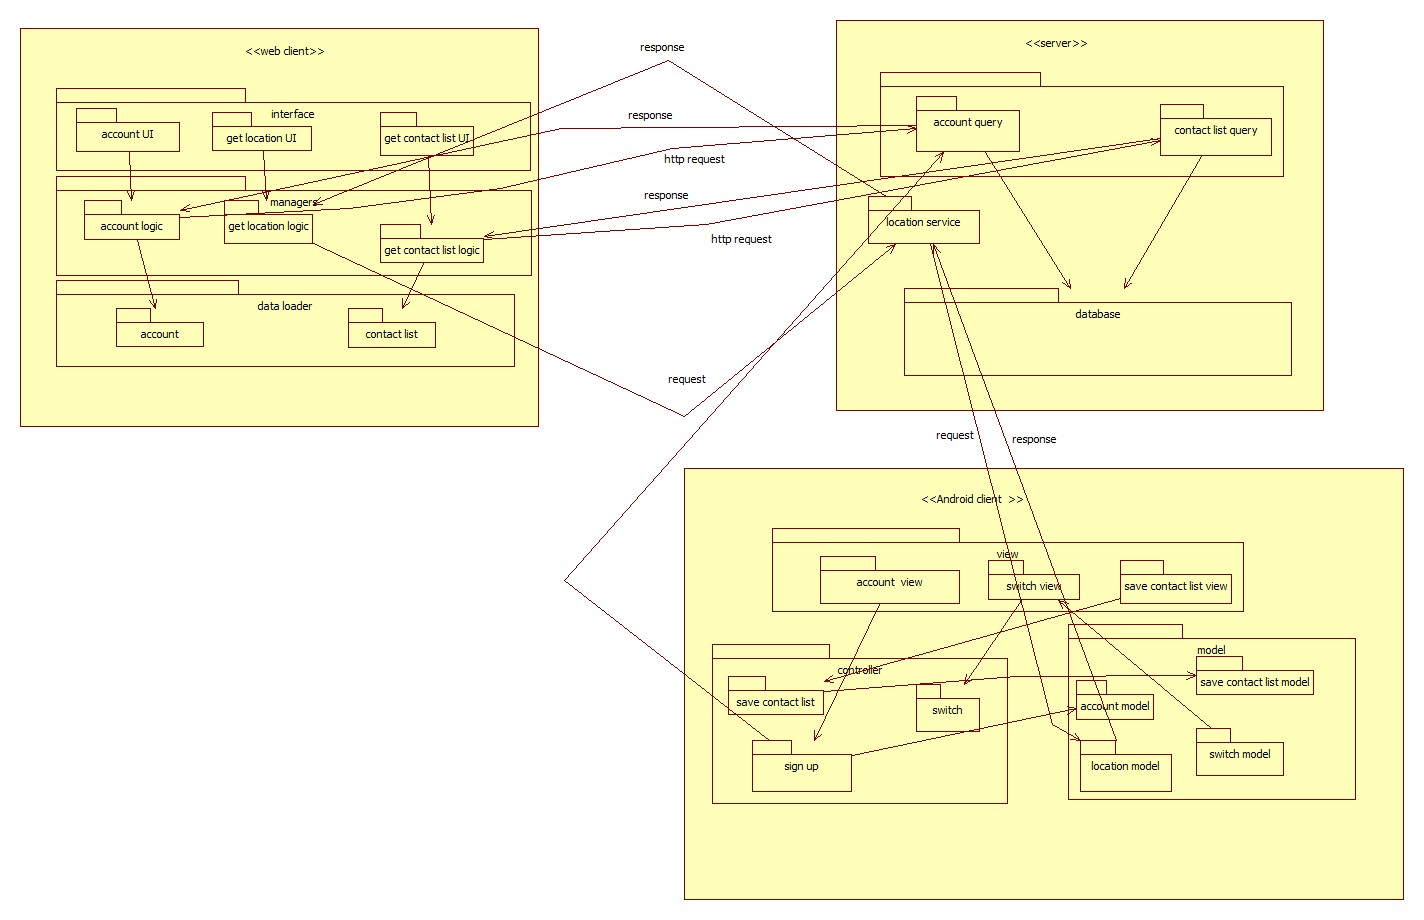 <<web client>>
interface
account UI
get location UI
get contact list UI
managers
account logic
get location logic
get contact list logic
data loader
account
contact list
response
response
http request
response
http request
request
<<server>>
account query
contact list query
location service
database
request
response
<<Android client >>
view
account view
switch view
save contact list view
controller
save contact list
switch
sign up
model
save contact list model
account model
switch model
location model